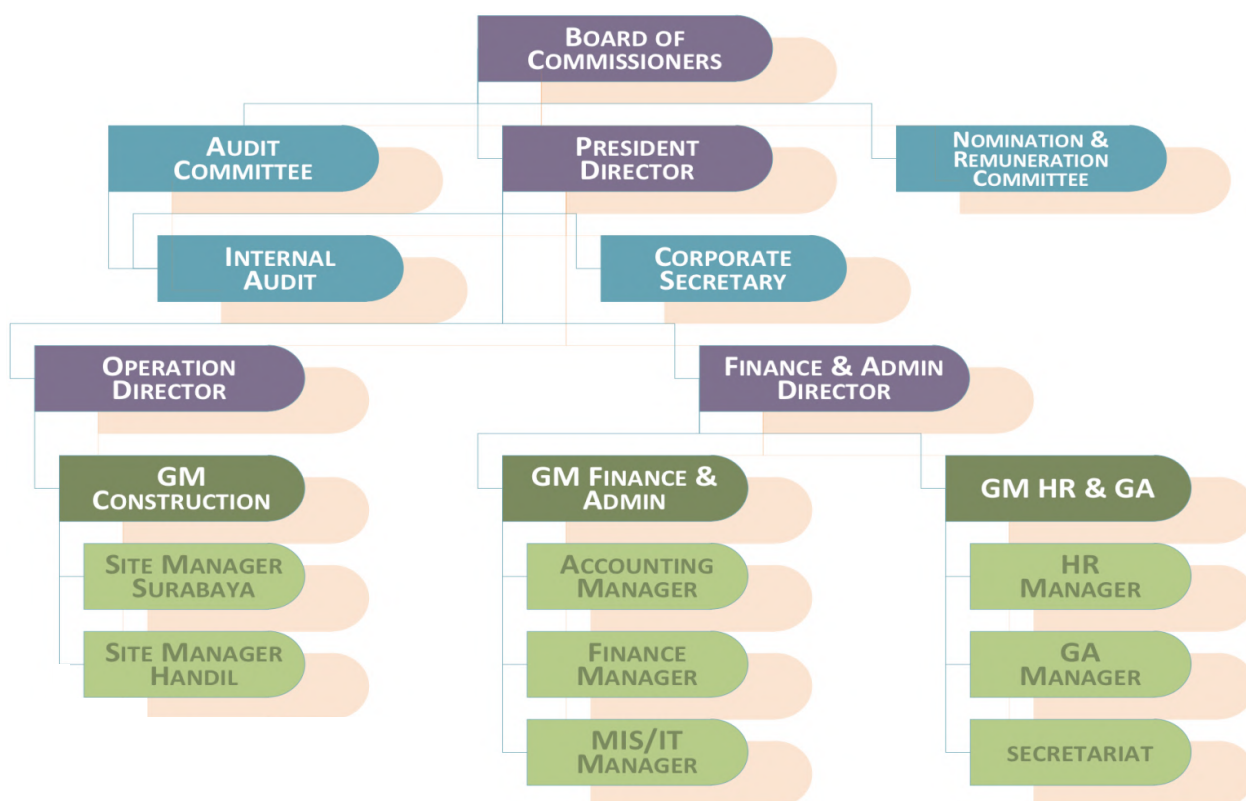 BOARD OF
COMMISSIONERS
AUDIT
COMMITTEE
PRESIDENT
DIRECTOR
NOMINATION &
REMUNERATION
COMMITTEE
INTERNAL
AUDIT
CORPORATE
SECRETARY
OPERATION
DIRECTOR
FINANCE & ADMIN
DIRECTOR
GM
CONSTRUCTION
GM FINANCE &
ADMIN
GM HR & GA
SITE MANAGER
SURABAYA
ACCOUNTING
MANAGER
HR
MANAGER
SITE MANAGER
HANDIL
FINANCE
MANAGER
GA
MANAGER
MIS/IT
MANAGER
SECRETARIAT